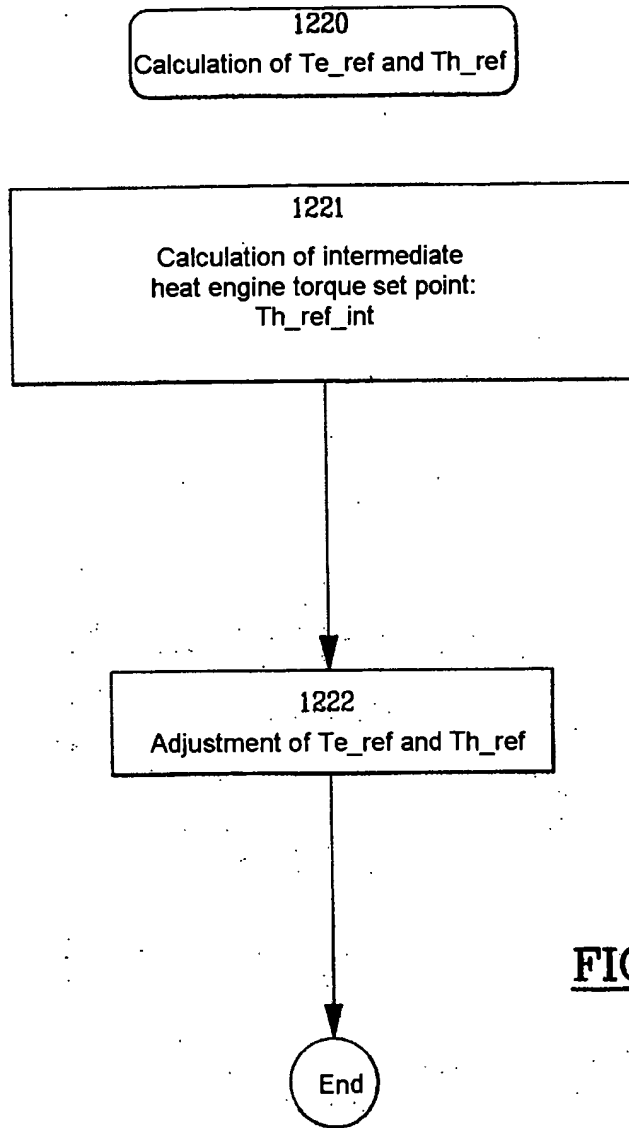 1220
Calculation of Te_ref and Th_ref
1221
Calculation of intermediate
heat engine torque set point:
Th_ref_int
1222
Adjustment of Te_ref and Th_ref
End